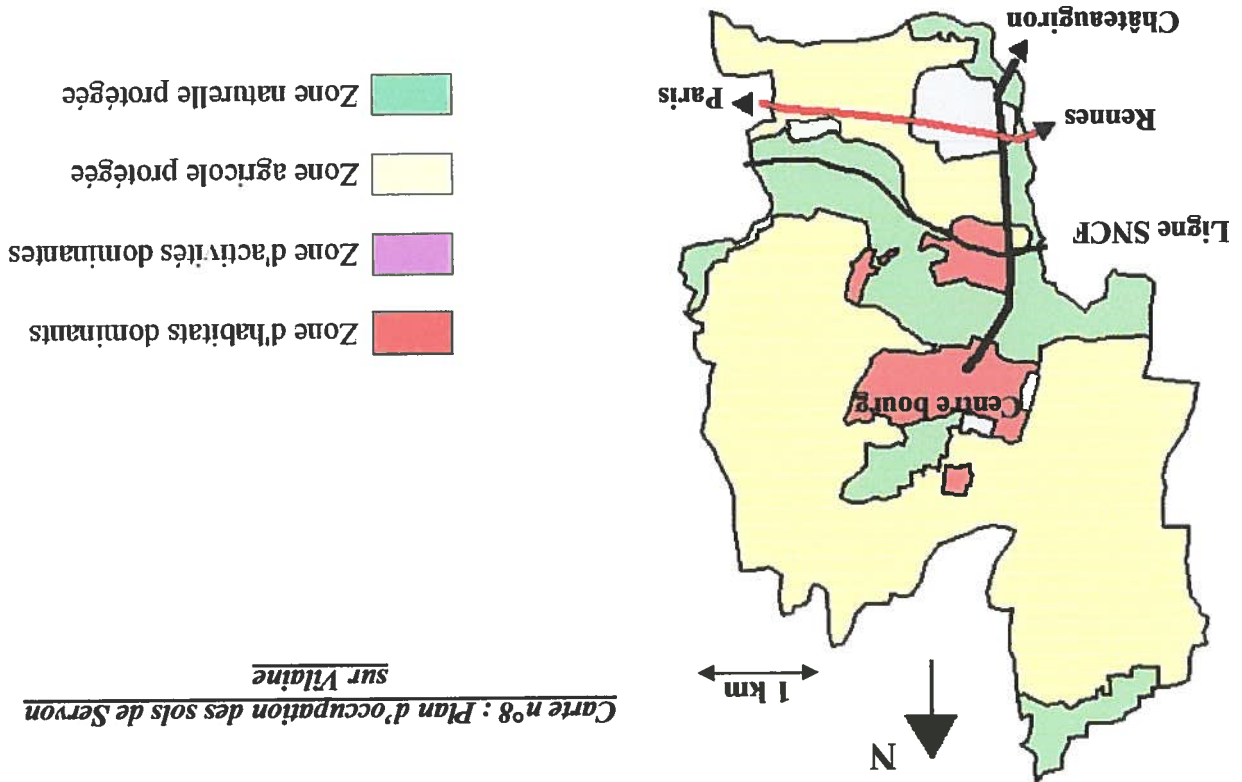 Carte n°8 : Plan d'occupation des sols de Servon
sur Vilaine
N
1 km
Zone d'habitats dominants
Zone d'activités dominantes
Zone agricole protégée
Zone naturelle protégée
Centre bourg
Ligne SNCF
Rennes
Paris
Châteaugiron